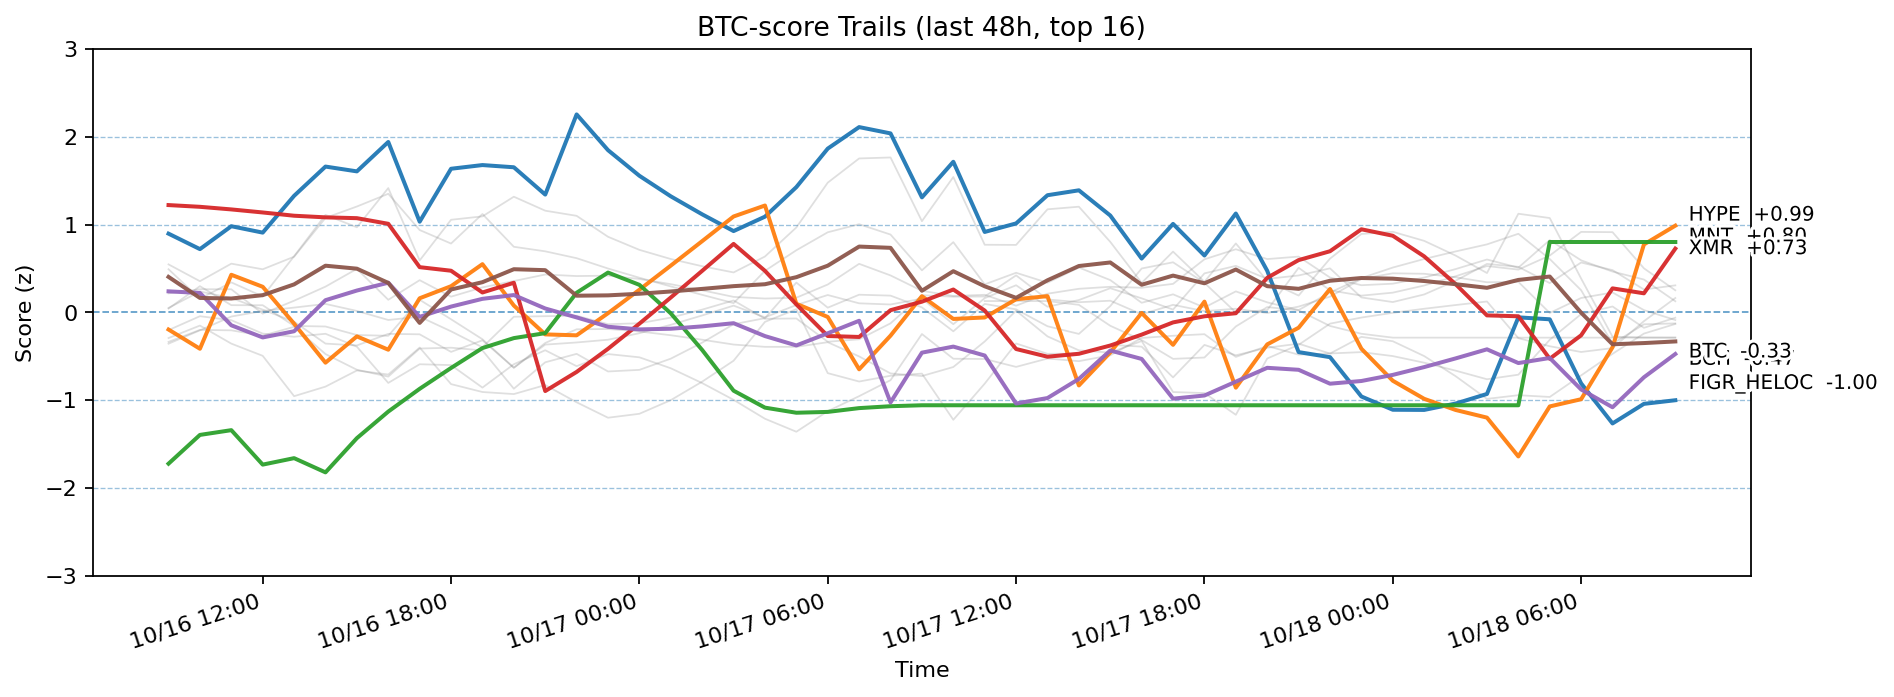 BTC-score Trails (last 48h, top 16)
3
2
1
0
−1
−2
−3
Score (z)
HYPE +0.99
MNT +0.80
XMR +0.73
BTC -0.33
FIGR_HELOC -1.00
10/16 12:00
10/16 18:00
10/17 00:00
10/17 06:00
10/17 12:00
10/17 18:00
10/18 00:00
10/18 06:00
Time